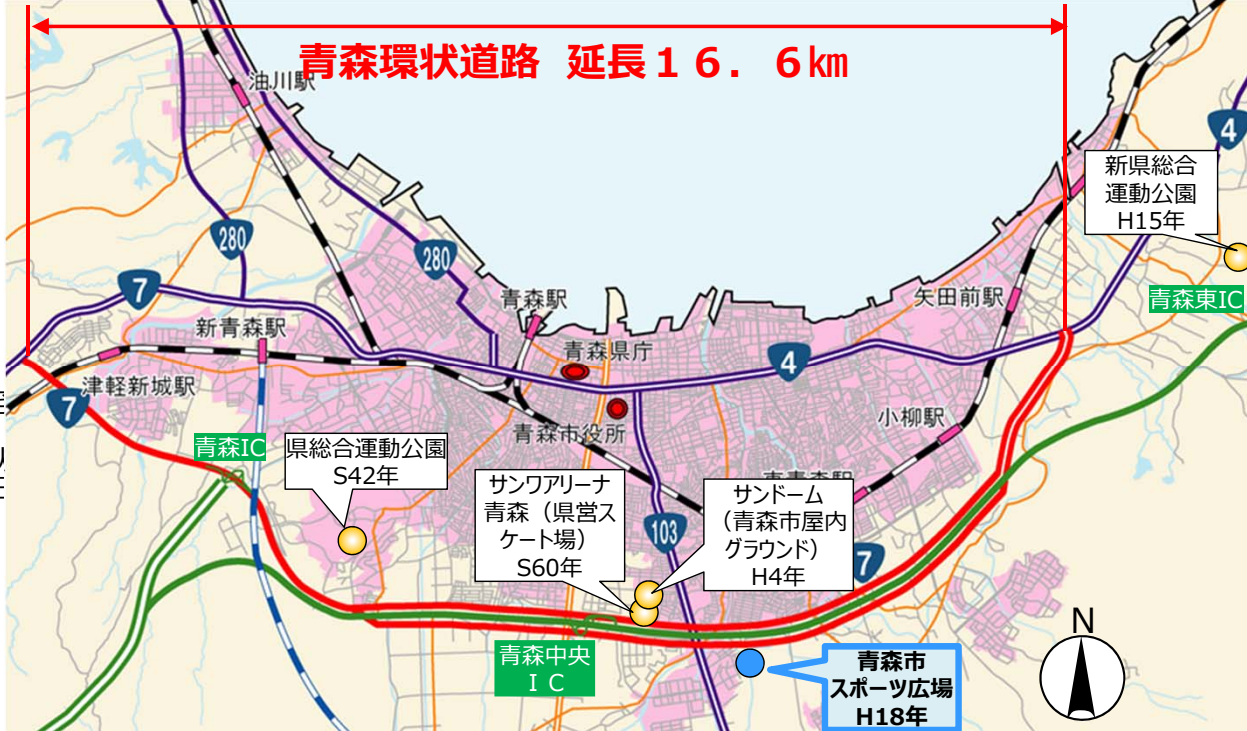 青森環状道路 延長１６．６km
油川駅
4
新県総合
運動公園
H15年
280
280
7
青森駅
矢田前駅
青森東IC
新青森駅
青森県庁
4
津軽新城駅
7
小柳駅
青森市役所
青森IC
県総合運動公園
S42年
サンワアリーナ
青森（県営ス
ケート場）
S60年
サンドーム
（青森市屋内
グラウンド）
H4年
103
7
青森中央
ＩＣ
青森市
スポーツ広場
H18年
N